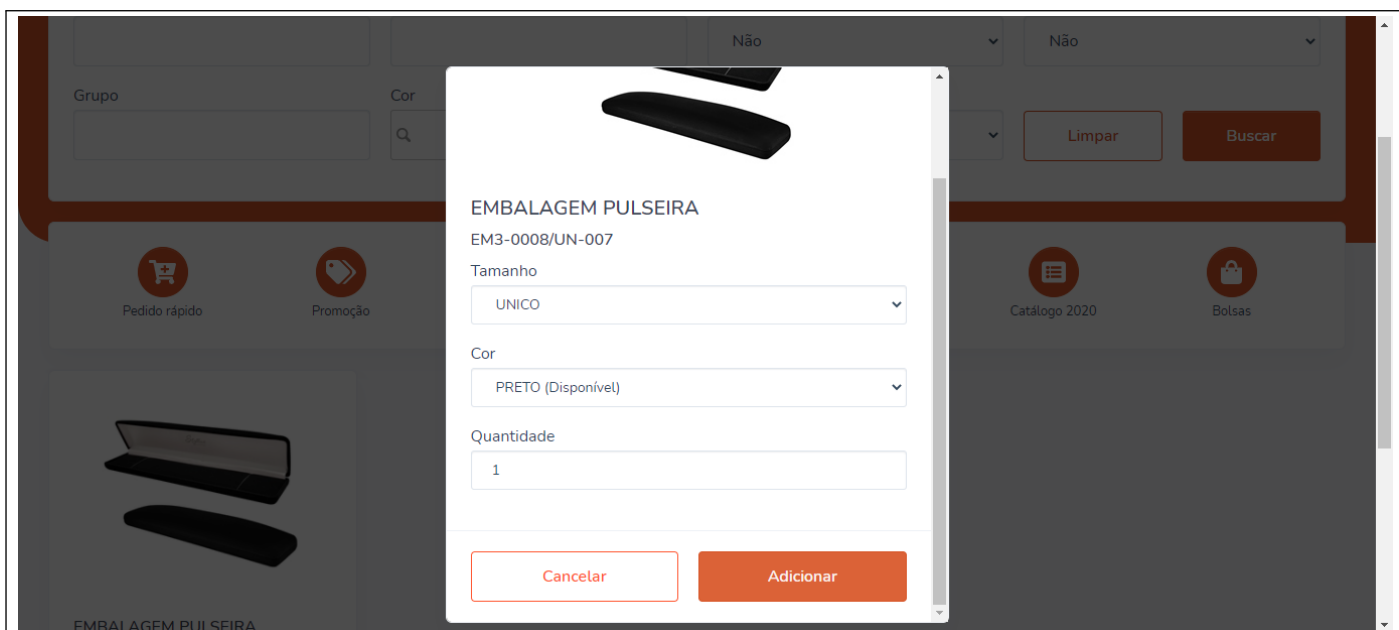 Não
Não
Grupo
Cor
Limpar
Buscar
EMBALAGEM PULSEIRA
EM3-0008/UN-007
Tamanho
UNICO
Cor
PRETO (Disponível)
Quantidade
1
Cancelar
Adicionar
Pedido rápido
Promoção
Catálogo 2020
Bolsas
EMBALAGEM PULSEIRA